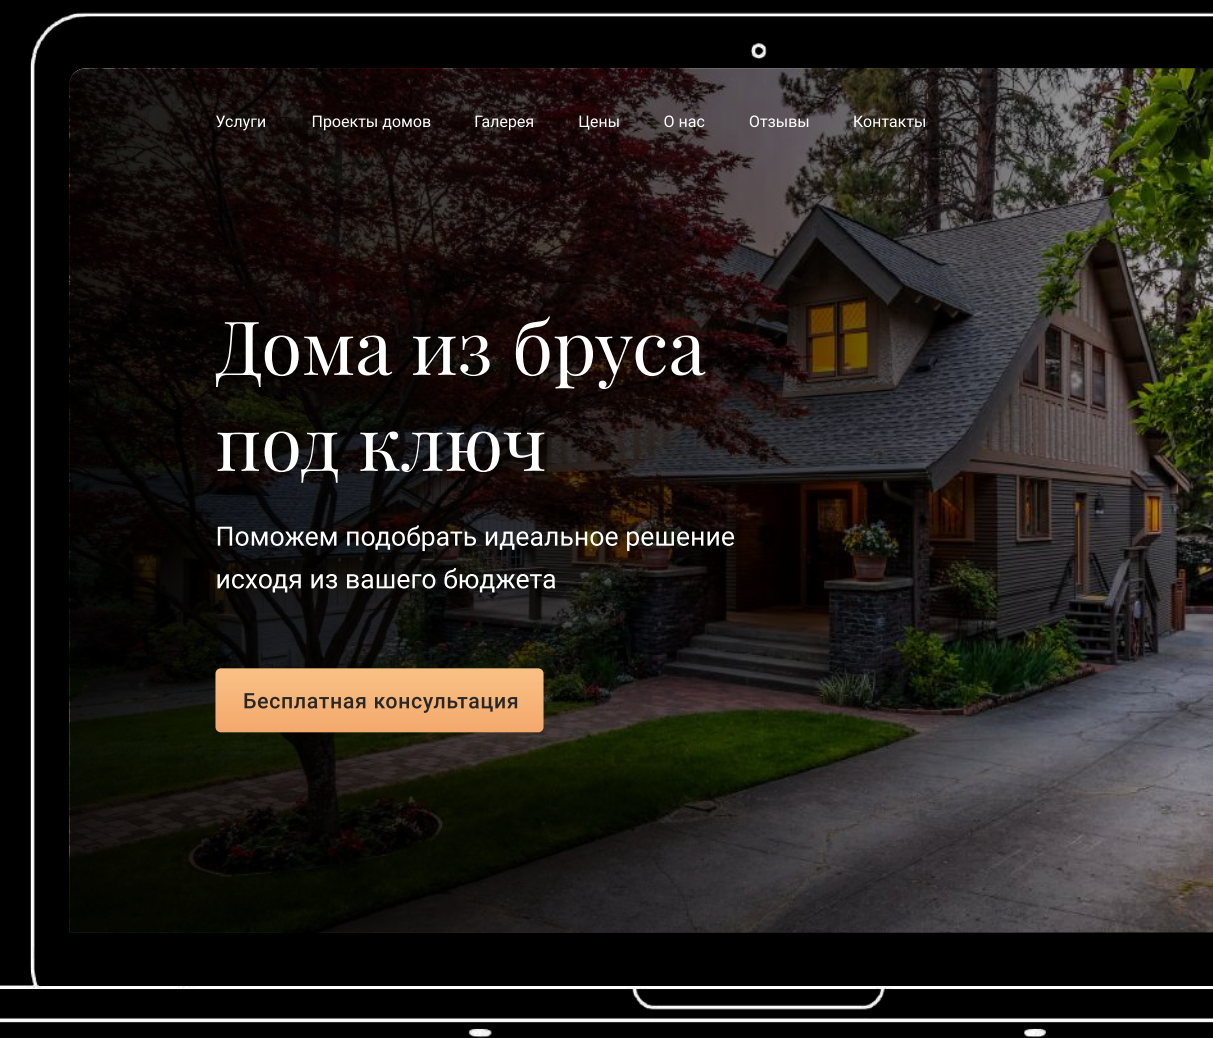 Услуги Проекты домов Галерея Цены О нас Отзывы Контакты
Дома из бруса
под ключ
Поможем подобрать идеальное решение
исходя из вашего бюджета
Бесплатная консультация